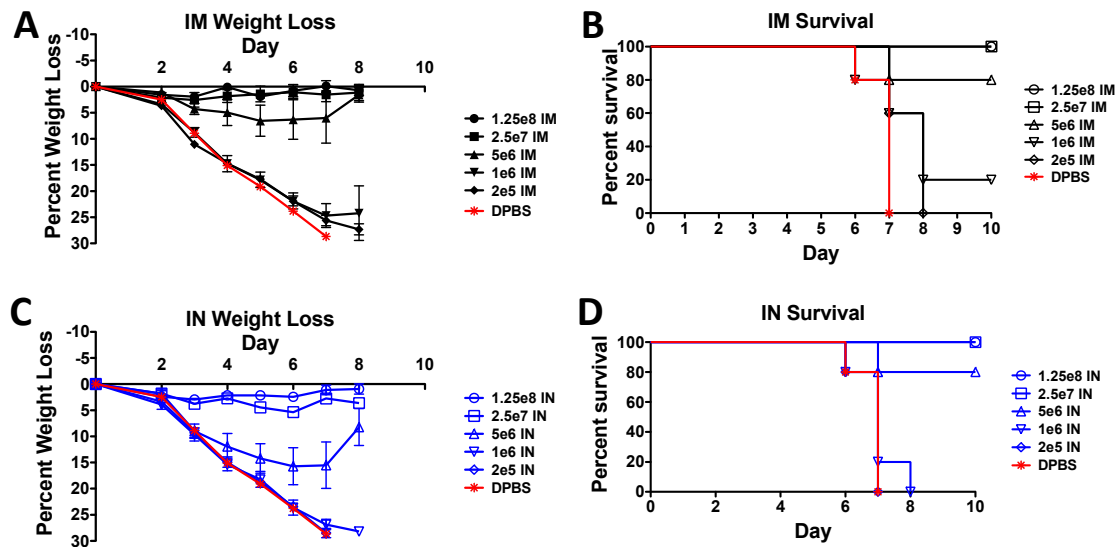 A
IM Weight Loss
Day
2 4 6 8 10
-10
-5
0
5
10
15
20
25
30
Percent Weight Loss
1.25e8 IM
2.5e7 IM
5e6 IM
1e6 IM
2e5 IM
DPBS
B
IM Survival
100
80
60
40
20
0
Percent survival
0 1 2 3 4 5 6 7 8 9 10
Day
1.25e8 IM
2.5e7 IM
5e6 IM
1e6 IM
2e5 IM
DPBS
C
IN Weight Loss
Day
2 4 6 8 10
-10
-5
0
5
10
15
20
25
30
Percent Weight Loss
1.25e8 IN
2.5e7 IN
5e6 IN
1e6 IN
2e5 IN
DPBS
D
IN Survival
100
80
60
40
20
0
Percent survival
0 2 4 6 8 10
Day
1.25e8 IN
2.5e7 IN
5e6 IN
1e6 IN
2e5 IN
DPBS